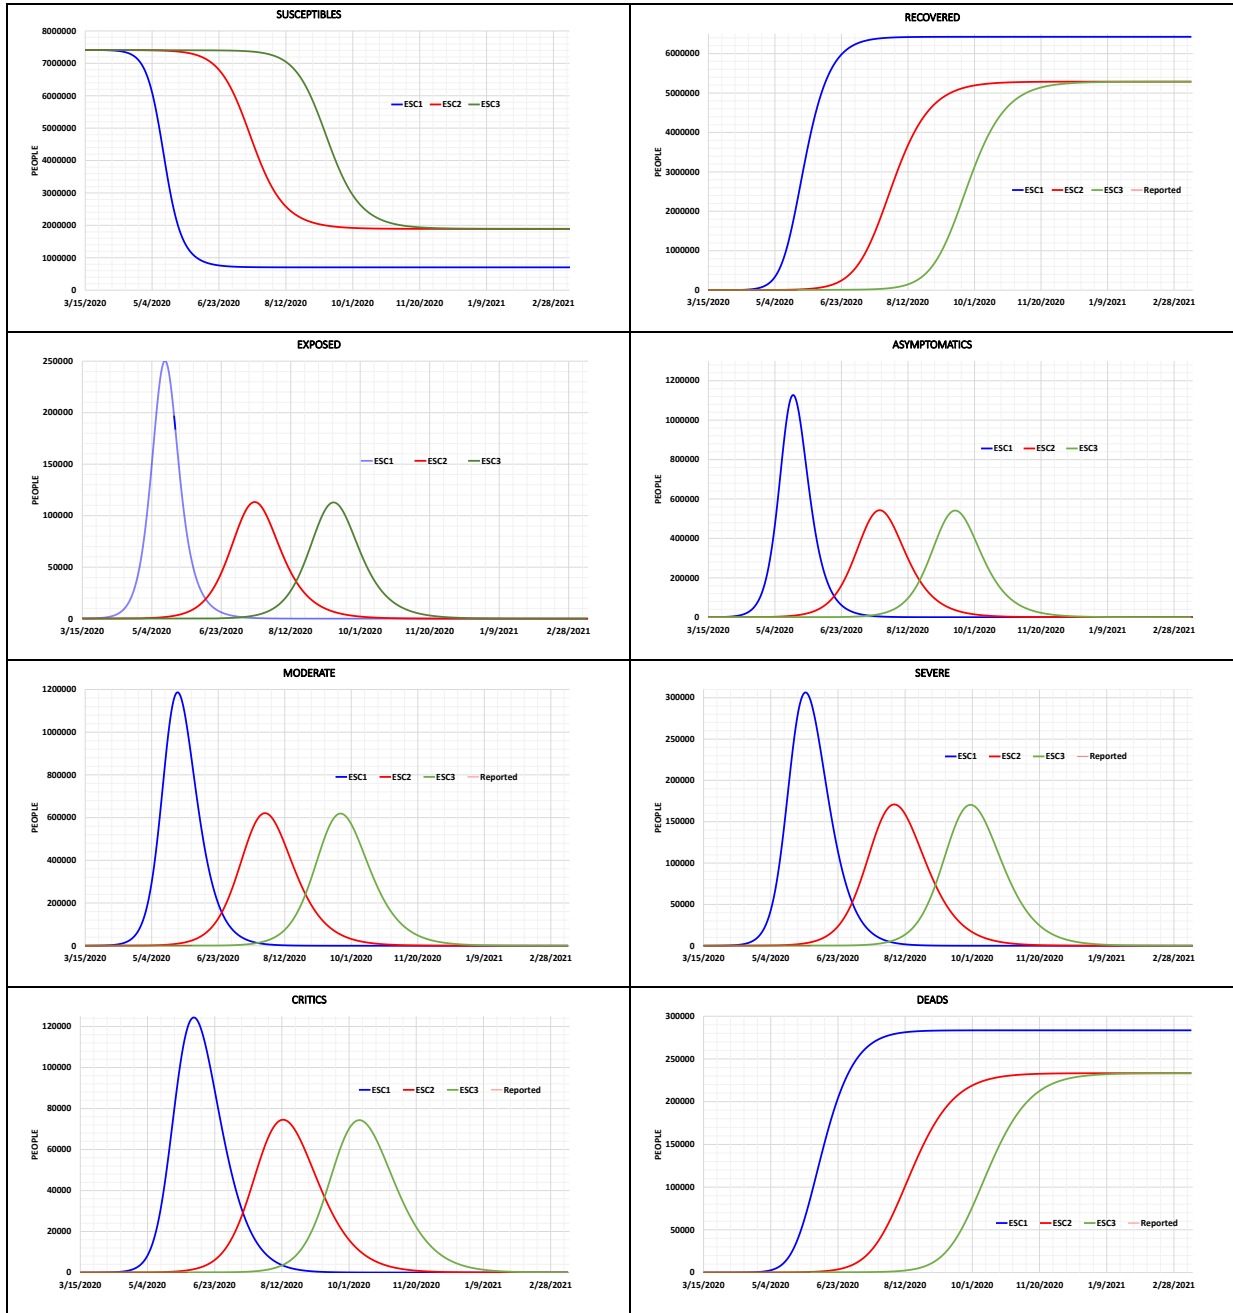 SUSCEPTIBLES
8000000
7000000
6000000
5000000
4000000
3000000
2000000
1000000
0
PEOPLE
ESC1 ESC2 ESC3
3/15/2020 5/4/2020 6/23/2020 8/12/2020 10/1/2020 11/20/2020 1/9/2021 2/28/2021
RECOVERED
6000000
5000000
4000000
3000000
2000000
1000000
0
PEOPLE
ESC1 ESC2 ESC3 Reported
3/15/2020 5/4/2020 6/23/2020 8/12/2020 10/1/2020 11/20/2020 1/9/2021 2/28/2021
EXPOSED
250000
200000
150000
100000
50000
0
PEOPLE
ESC1 ESC2 ESC3
3/15/2020 5/4/2020 6/23/2020 8/12/2020 10/1/2020 11/20/2020 1/9/2021 2/28/2021
ASYMPTOMATICS
1200000
1000000
800000
600000
400000
200000
0
PEOPLE
ESC1 ESC2 ESC3
3/15/2020 5/4/2020 6/23/2020 8/12/2020 10/1/2020 11/20/2020 1/9/2021 2/28/2021
MODERATE
1200000
1000000
800000
600000
400000
200000
0
PEOPLE
ESC1 ESC2 ESC3 Reported
3/15/2020 5/4/2020 6/23/2020 8/12/2020 10/1/2020 11/20/2020 1/9/2021 2/28/2021
SEVERE
300000
250000
200000
150000
100000
50000
0
PEOPLE
ESC1 ESC2 ESC3 Reported
3/15/2020 5/4/2020 6/23/2020 8/12/2020 10/1/2020 11/20/2020 1/9/2021 2/28/2021
CRITICS
120000
100000
80000
60000
40000
20000
0
PEOPLE
ESC1 ESC2 ESC3 Reported
3/15/2020 5/4/2020 6/23/2020 8/12/2020 10/1/2020 11/20/2020 1/9/2021 2/28/2021
DEADS
300000
250000
200000
150000
100000
50000
0
PEOPLE
ESC1 ESC2 ESC3 Reported
3/15/2020 5/4/2020 6/23/2020 8/12/2020 10/1/2020 11/20/2020 1/9/2021 2/28/2021